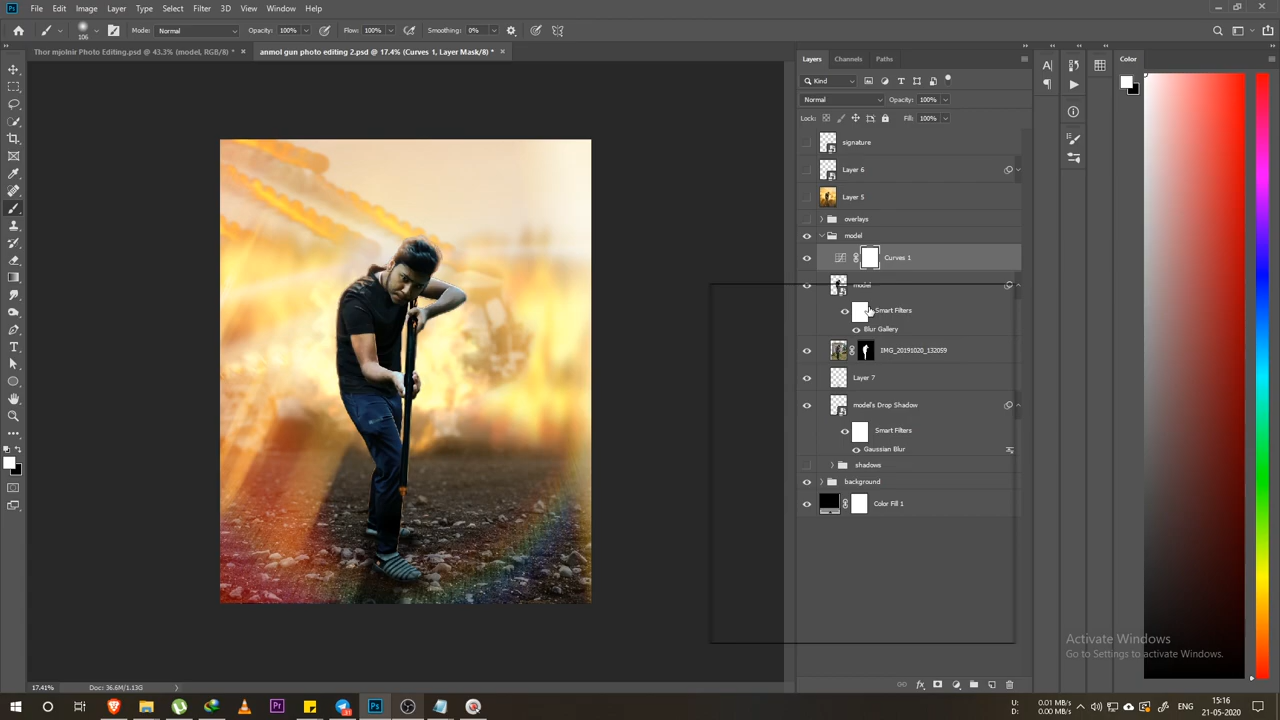 Ps File Edit Image Layer Type Select Filter 3D View Window Help
106 Mode: Normal Opacity: 100% Flow: 100% Smoothing: 0%
Thor mjolnir Photo Editing.psd @ 43.3% (model, RGB/8) * × anmol gun photo editing 2.psd @ 17.4% (Curves 1, Layer Mask/8) * ×
Layers Channels Paths Color
Kind
Normal Opacity: 100%
Lock: Fill: 100%
signature
Layer 6
Layer 5
overlays
model
Curves 1
model
Smart Filters
Blur Gallery
IMG_20191020_132059
Layer 7
model's Drop Shadow
Smart Filters
Gaussian Blur
shadows
background
Color Fill 1
Activate Windows
Go to Settings to activate Windows.
17.41% Doc: 36.6M/1.13G
U: 0.01 MB/s
D: 0.00 MB/s
ENG
15:16
21-05-2020